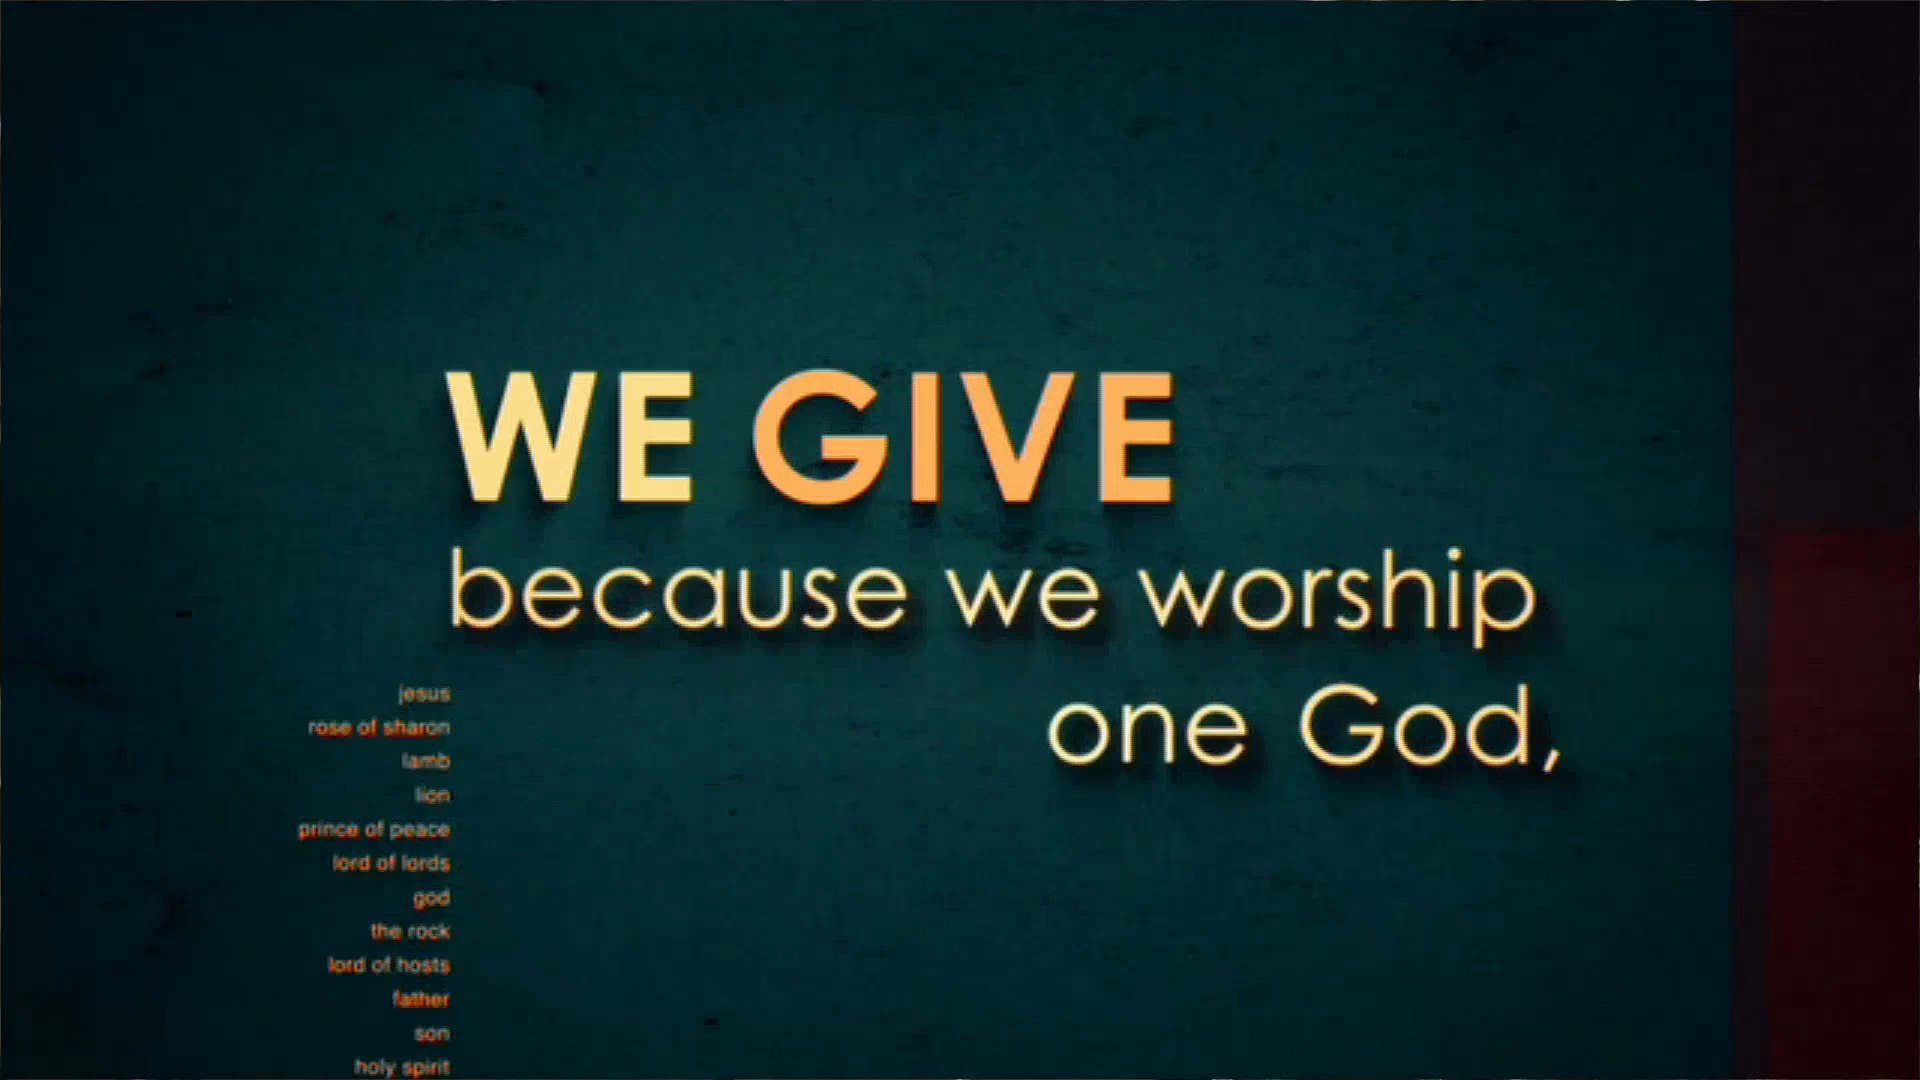 WE GIVE
because we worship
one God,
jesus
rose of sharon
lamb
lion
prince of peace
lord of lords
god
the rock
lord of hosts
father
son
holy spirit